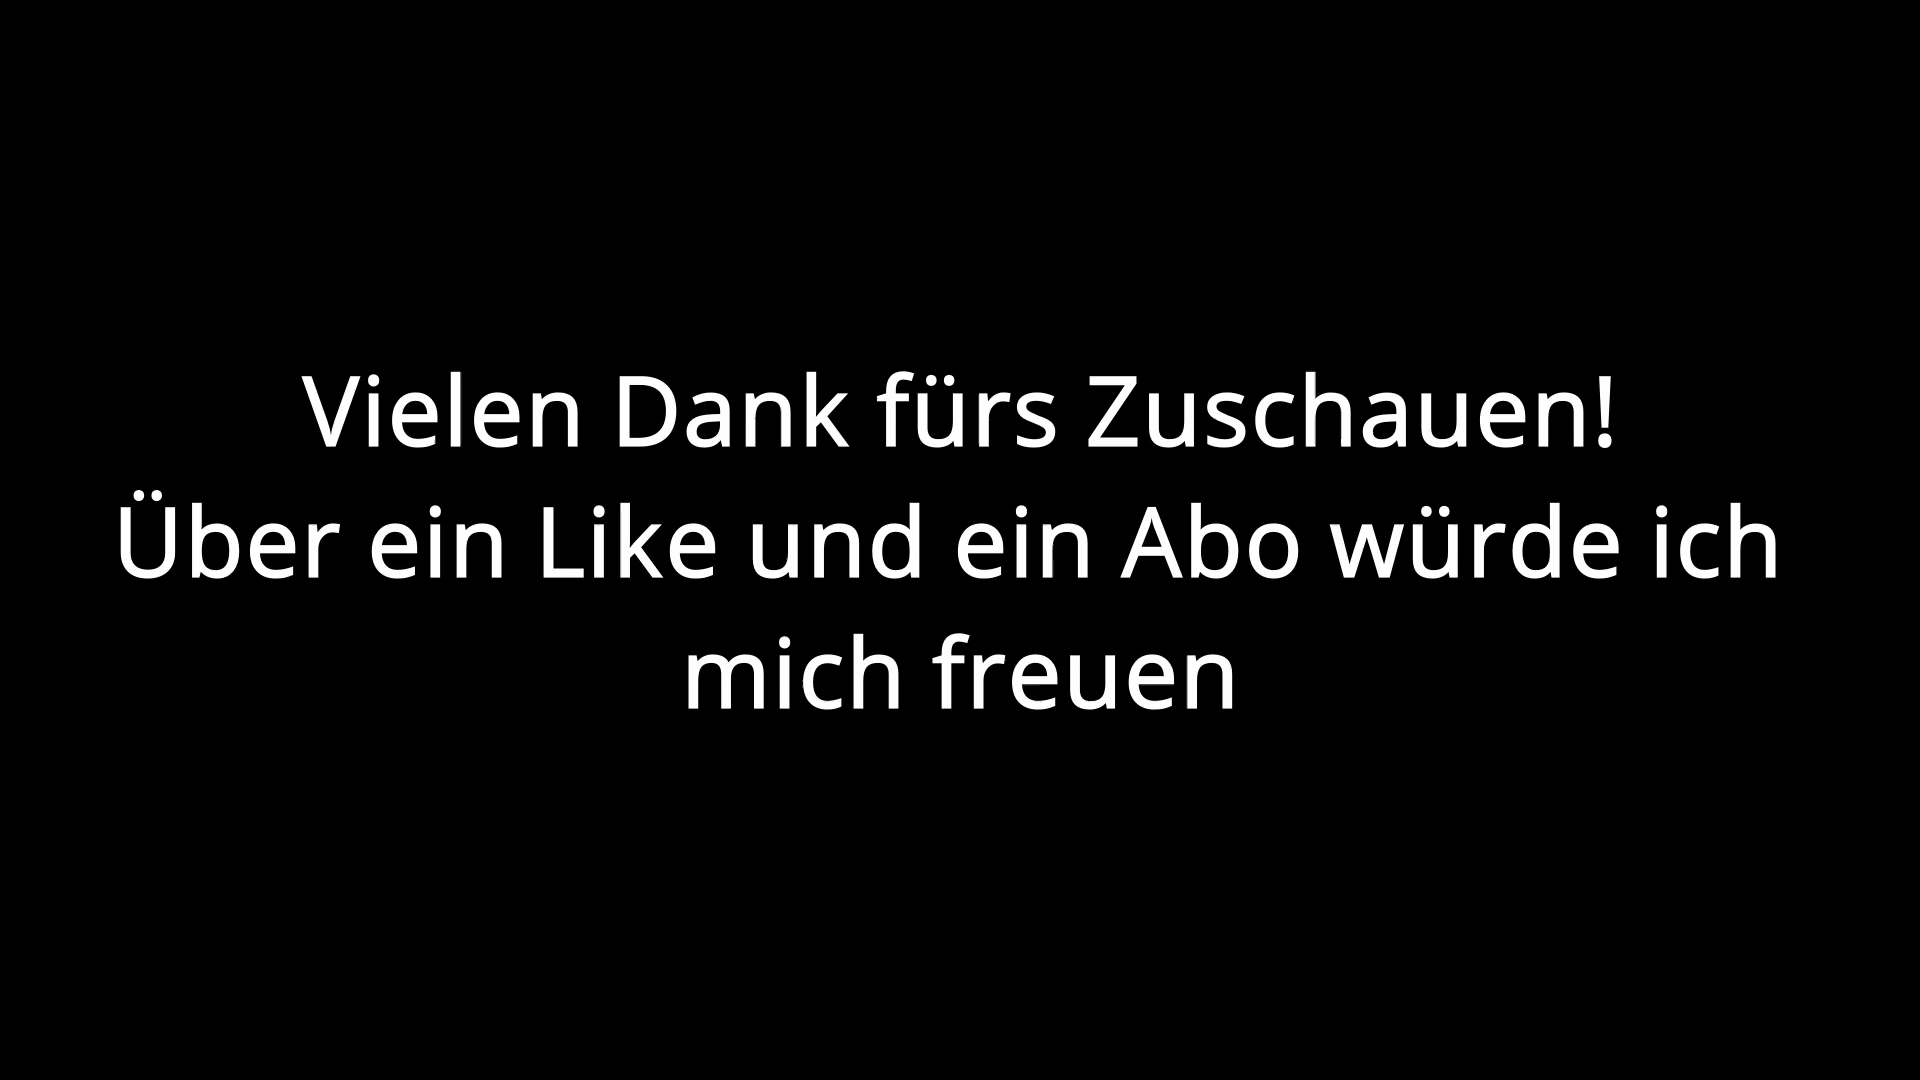 Vielen Dank fürs Zuschauen!
Über ein Like und ein Abo würde ich
mich freuen